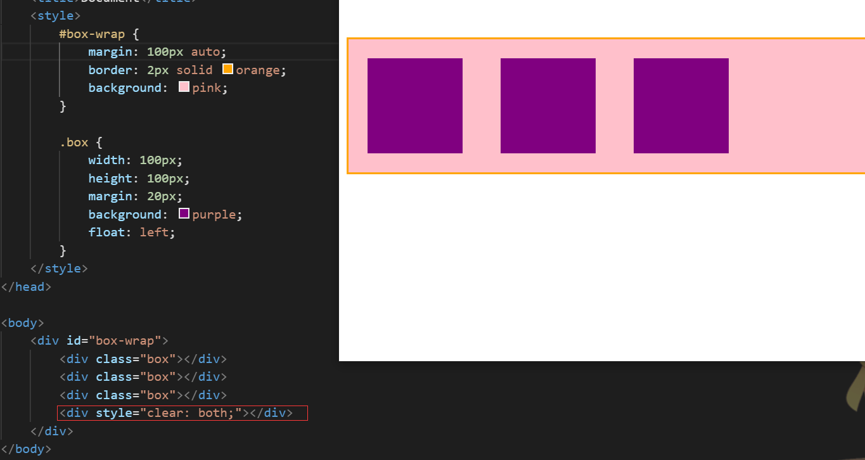 <title>Document</title>
<style>
#box-wrap {
margin: 100px auto;
border: 2px solid orange;
background: pink;
}
.box {
width: 100px;
height: 100px;
margin: 20px;
background: purple;
float: left;
}
</style>
</head>
<body>
<div id="box-wrap">
<div class="box"></div>
<div class="box"></div>
<div class="box"></div>
<div style="clear: both;"></div>
</div>
</body>